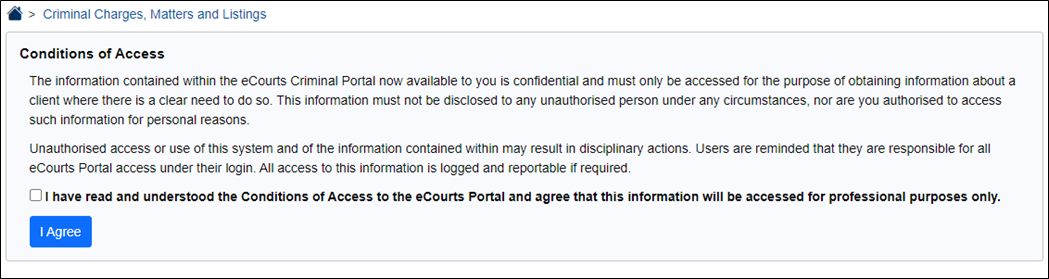 > Criminal Charges, Matters and Listings
Conditions of Access
The information contained within the eCourts Criminal Portal now available to you is confidential and must only be accessed for the purpose of obtaining information about a
client where there is a clear need to do so. This information must not be disclosed to any unauthorised person under any circumstances, nor are you authorised to access
such information for personal reasons.
Unauthorised access or use of this system and of the information contained within may result in disciplinary actions. Users are reminded that they are responsible for all
eCourts Portal access under their login. All access to this information is logged and reportable if required.
I have read and understood the Conditions of Access to the eCourts Portal and agree that this information will be accessed for professional purposes only.
I Agree